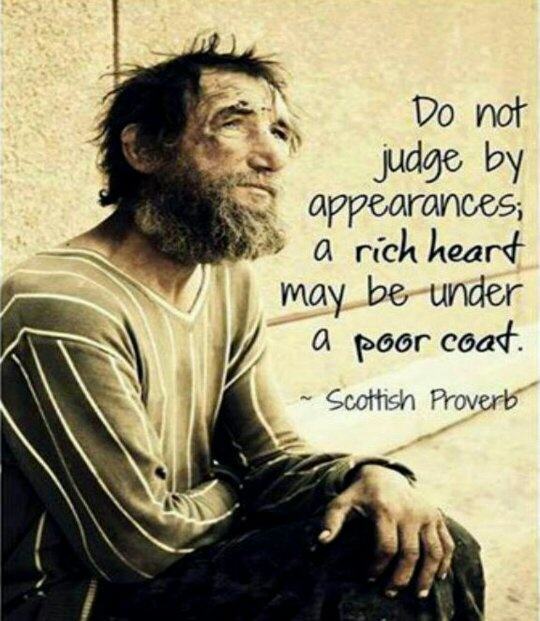 Do not
judge by
appearances;
a rich heart
may be under
a poor coat.
~ Scottish Proverb